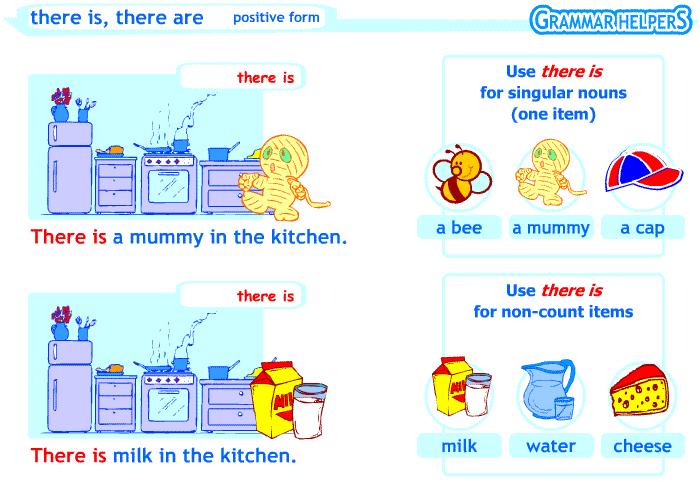 there is, there are positive form
GRAMMAR HELPERS
there is
There is a mummy in the kitchen.
Use there is
for singular nouns
(one item)
a bee a mummy a cap
there is
MILK
There is milk in the kitchen.
Use there is
for non-count items
milk water cheese